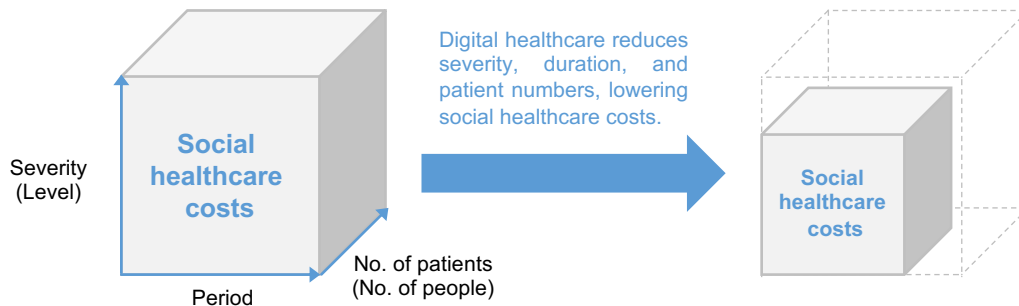 Digital healthcare reduces
severity, duration, and
patient numbers, lowering
social healthcare costs.
Social
healthcare
costs
Severity
(Level)
Period
No. of patients
(No. of people)
Social
healthcare
costs